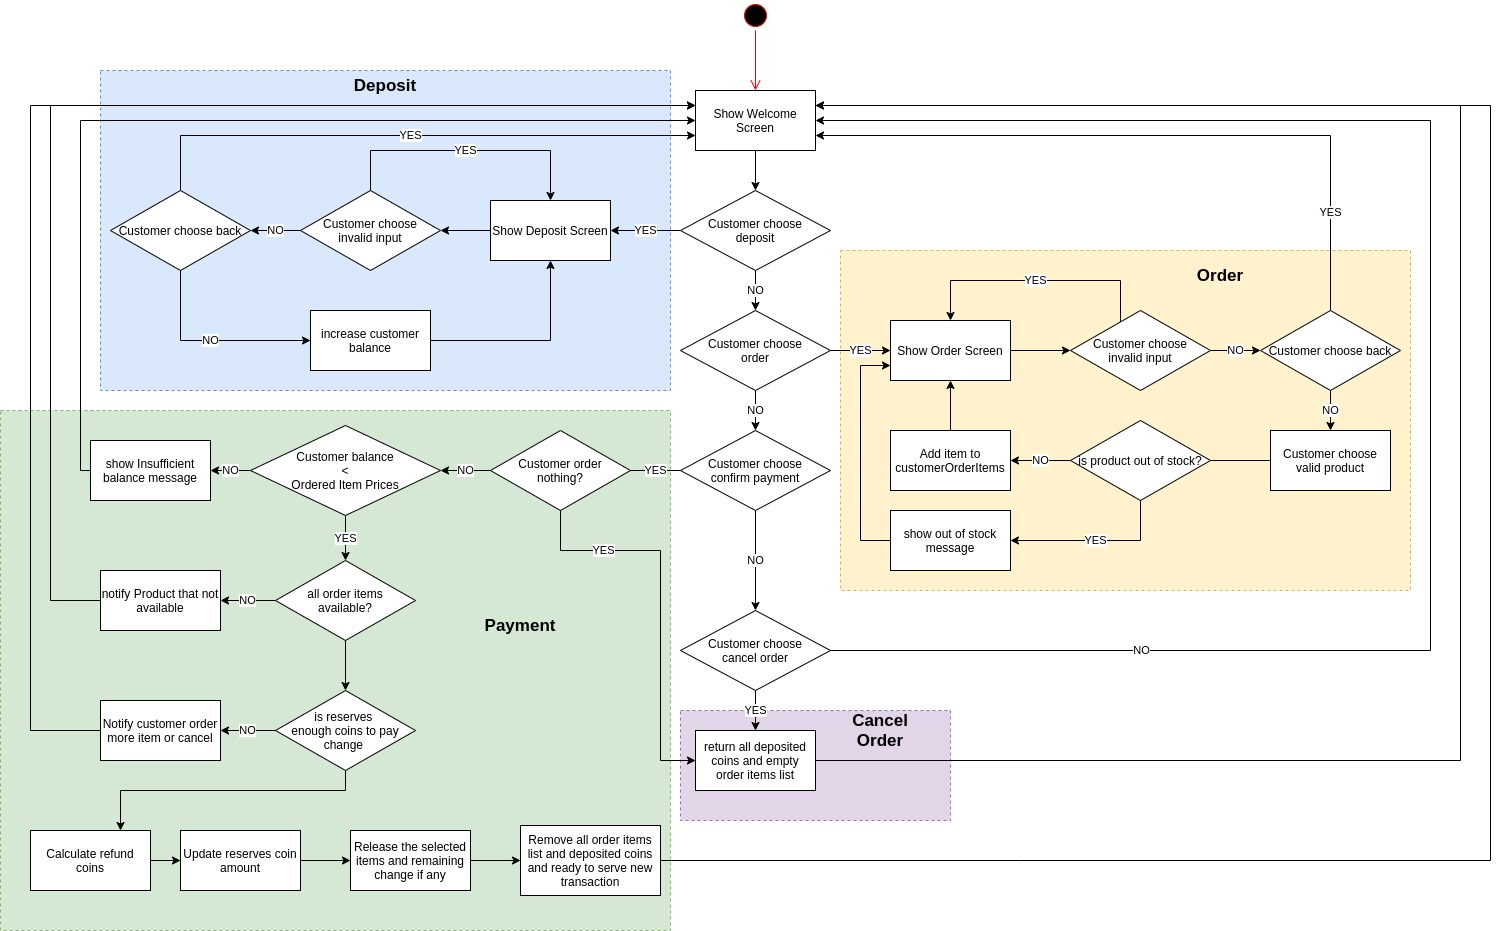 Deposit
Show Welcome
Screen
YES
YES
Customer choose back
NO
Customer choose
invalid input
Show Deposit Screen
YES
Customer choose
deposit
NO
increase customer
balance
NO
Customer choose
order
YES
NO
Order
YES
YES
Show Order Screen
Customer choose
invalid input
NO
Customer choose back
NO
Add item to
customerOrderItems
NO
is product out of stock?
Customer choose
valid product
show out of stock
message
YES
show Insufficient
balance message
NO
Customer balance
<
Ordered Item Prices
NO
Customer order
nothing?
YES
Customer choose
confirm payment
YES
YES
NO
notify Product that not
available
NO
all order items
available?
Payment
Customer choose
cancel order
NO
YES
Notify customer order
more item or cancel
NO
is reserves
enough coins to pay
change
Cancel
Order
return all deposited
coins and empty
order items list
Calculate refund
coins
Update reserves coin
amount
Release the selected
items and remaining
change if any
Remove all order items
list and deposited coins
and ready to serve new
transaction